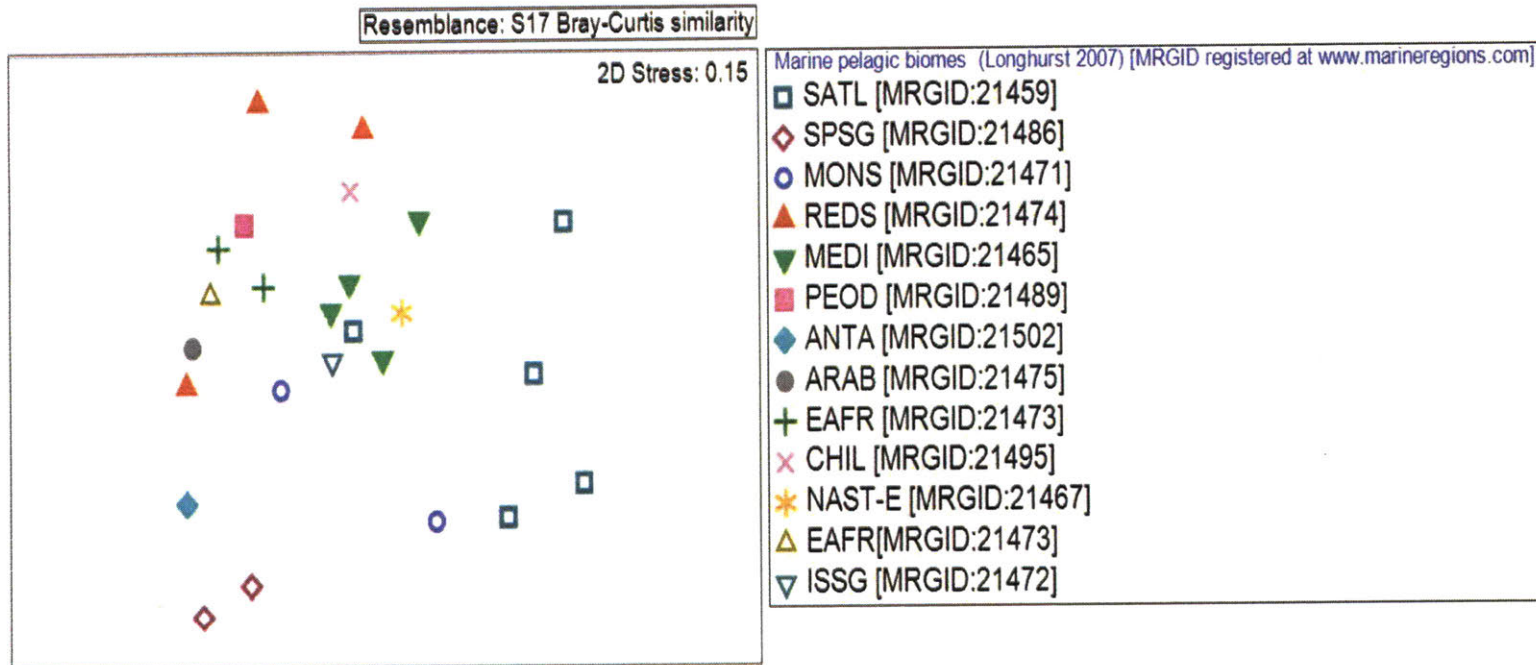 Resemblance: S17 Bray-Curtis similarity
2D Stress: 0.15
Marine pelagic biomes (Longhurst 2007) [MRGID registered at www.marineregions.com]
SATL [MRGID:21459]
SPSG [MRGID:21486]
MONS [MRGID:21471]
REDS [MRGID:21474]
MEDI [MRGID:21465]
PEOD [MRGID:21489]
ANTA [MRGID:21502]
ARAB [MRGID:21475]
EAFR [MRGID:21473]
CHIL [MRGID:21495]
NAST-E [MRGID:21467]
EAFR[MRGID:21473]
ISSG [MRGID:21472]